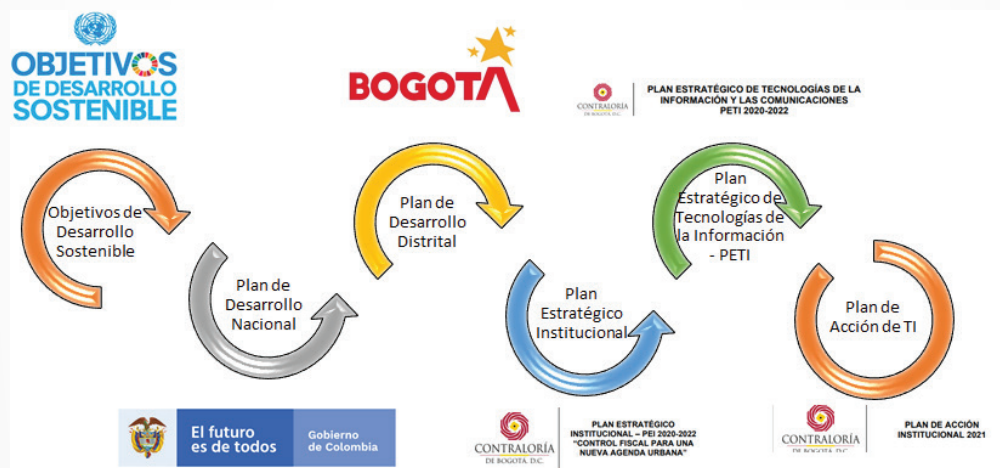 OBJETIVOS
DE DESARROLLO
SOSTENIBLE
BOGOTÁ
CONTRALORÍA
DE BOGOTÁ, D.C.
PLAN ESTRATÉGICO DE TECNOLOGÍAS DE LA
INFORMACIÓN Y LAS COMUNICACIONES
PETI 2020-2022
Objetivos de
Desarrollo
Sostenible
Plan de
Desarrollo
Nacional
Plan de
Desarrollo
Distrital
Plan
Estratégico
Institucional
Plan
Estratégico de
Tecnologías de
la Información
- PETI
Plan de
Acción de TI
El futuro
es de todos
Gobierno
de Colombia
CONTRALORÍA
DE BOGOTÁ, D.C.
PLAN ESTRATÉGICO
INSTITUCIONAL – PEI 2020-2022
"CONTROL FISCAL PARA UNA
NUEVA AGENDA URBANA"
CONTRALORÍA
DE BOGOTÁ, D.C.
PLAN DE ACCIÓN
INSTITUCIONAL 2021